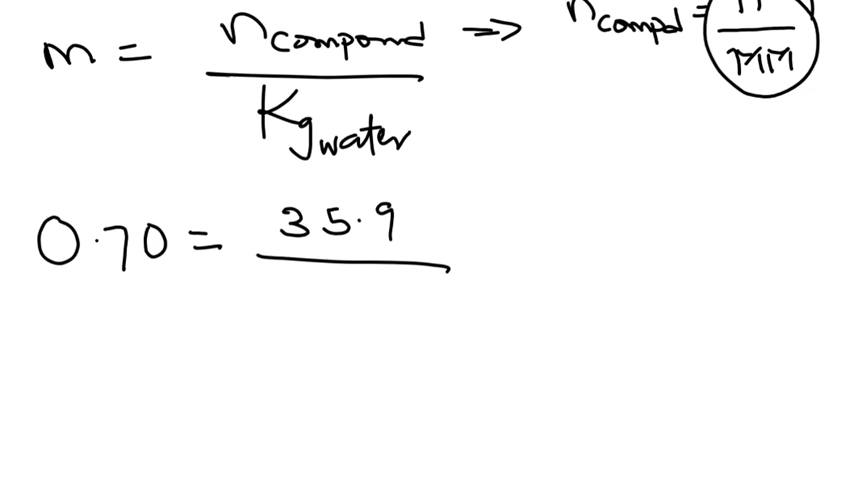 m = n compound => n compd =
Kg water MM
0.70 = 35.9